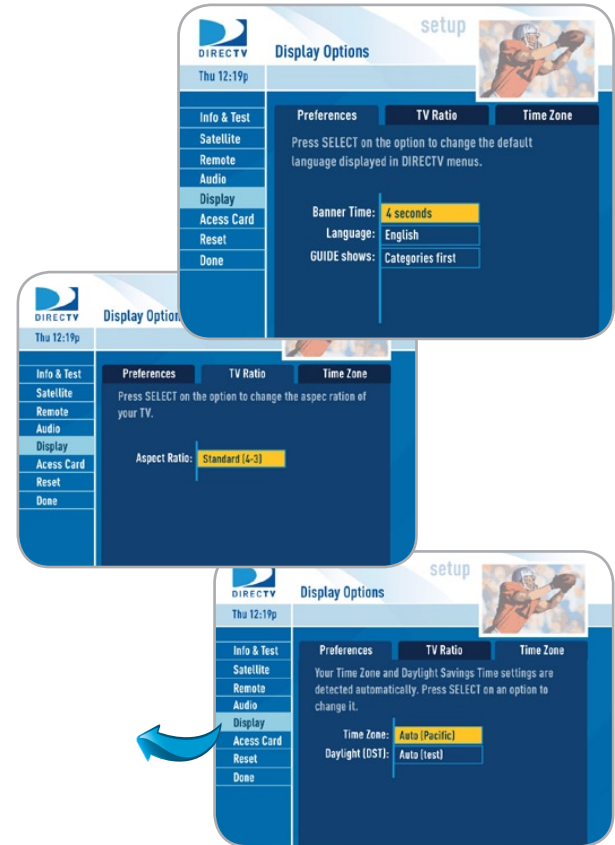 setup
DIRECTV
Display Options
Thu 12:19p
Info & Test
Satellite
Remote
Audio
Display
Acess Card
Reset
Done
Preferences TV Ratio Time Zone
Press SELECT on the option to change the default
language displayed in DIRECTV menus.
Banner Time: 4 seconds
Language: English
GUIDE shows: Categories first
DIRECTV
Display Option
Thu 12:19p
Info & Test
Satellite
Remote
Audio
Display
Acess Card
Reset
Done
Preferences TV Ratio Time Zone
Press SELECT on the option to change the aspec ration of
your TV.
Aspect Ratio: Standard (4-3)
setup
DIRECTV
Display Options
Thu 12:19p
Info & Test
Satellite
Remote
Audio
Display
Acess Card
Reset
Done
Preferences TV Ratio Time Zone
Your Time Zone and Daylight Savings Time settings are
detected automatically. Press SELECT on an option to
change it.
Time Zone: Auto (Pacific)
Daylight (DST): Auto (test)